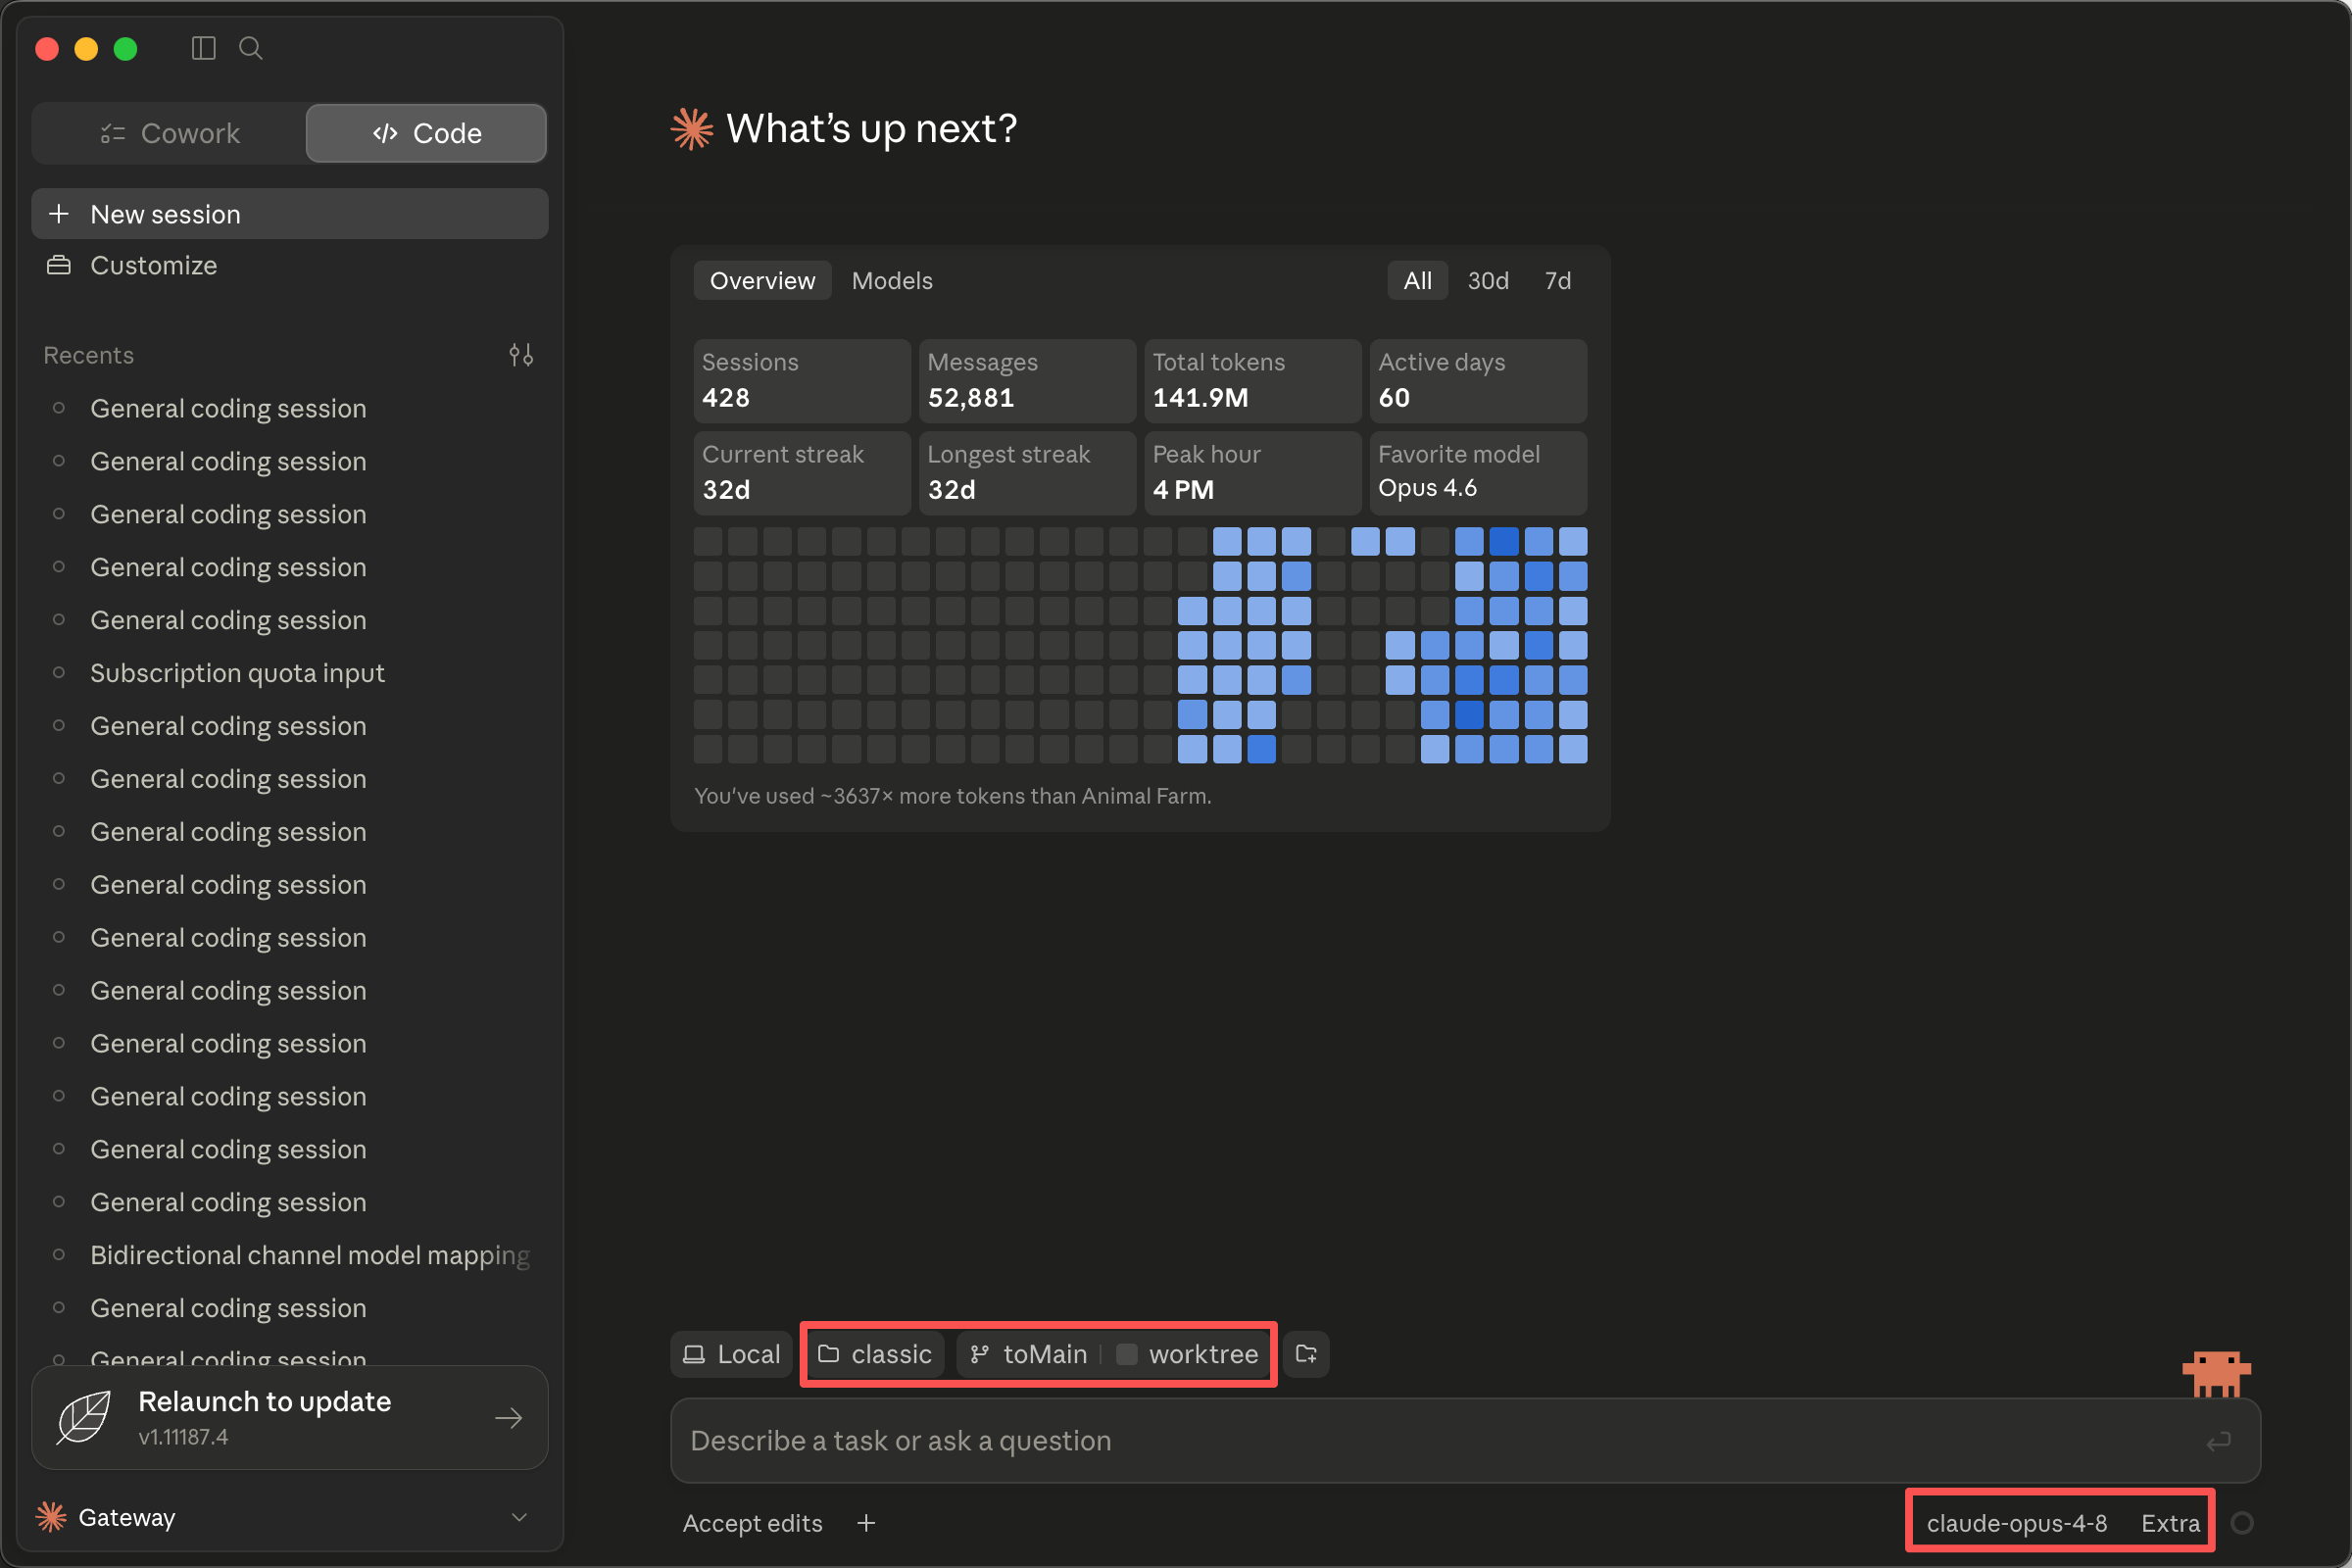 Cowork
Code
New session
Customize
Recents
General coding session
General coding session
General coding session
General coding session
General coding session
Subscription quota input
General coding session
General coding session
General coding session
General coding session
General coding session
General coding session
General coding session
General coding session
General coding session
General coding session
Bidirectional channel model mapping
General coding session
General coding session
Relaunch to update
v1.11187.4
Gateway
What's up next?
Overview Models All 30d 7d
Sessions Messages Total tokens Active days
428 52,881 141.9M 60
Current streak Longest streak Peak hour Favorite model
32d 32d 4 PM Opus 4.6
You've used ~3637× more tokens than Animal Farm.
Local classic toMain worktree
Describe a task or ask a question
Accept edits claude-opus-4-8 Extra